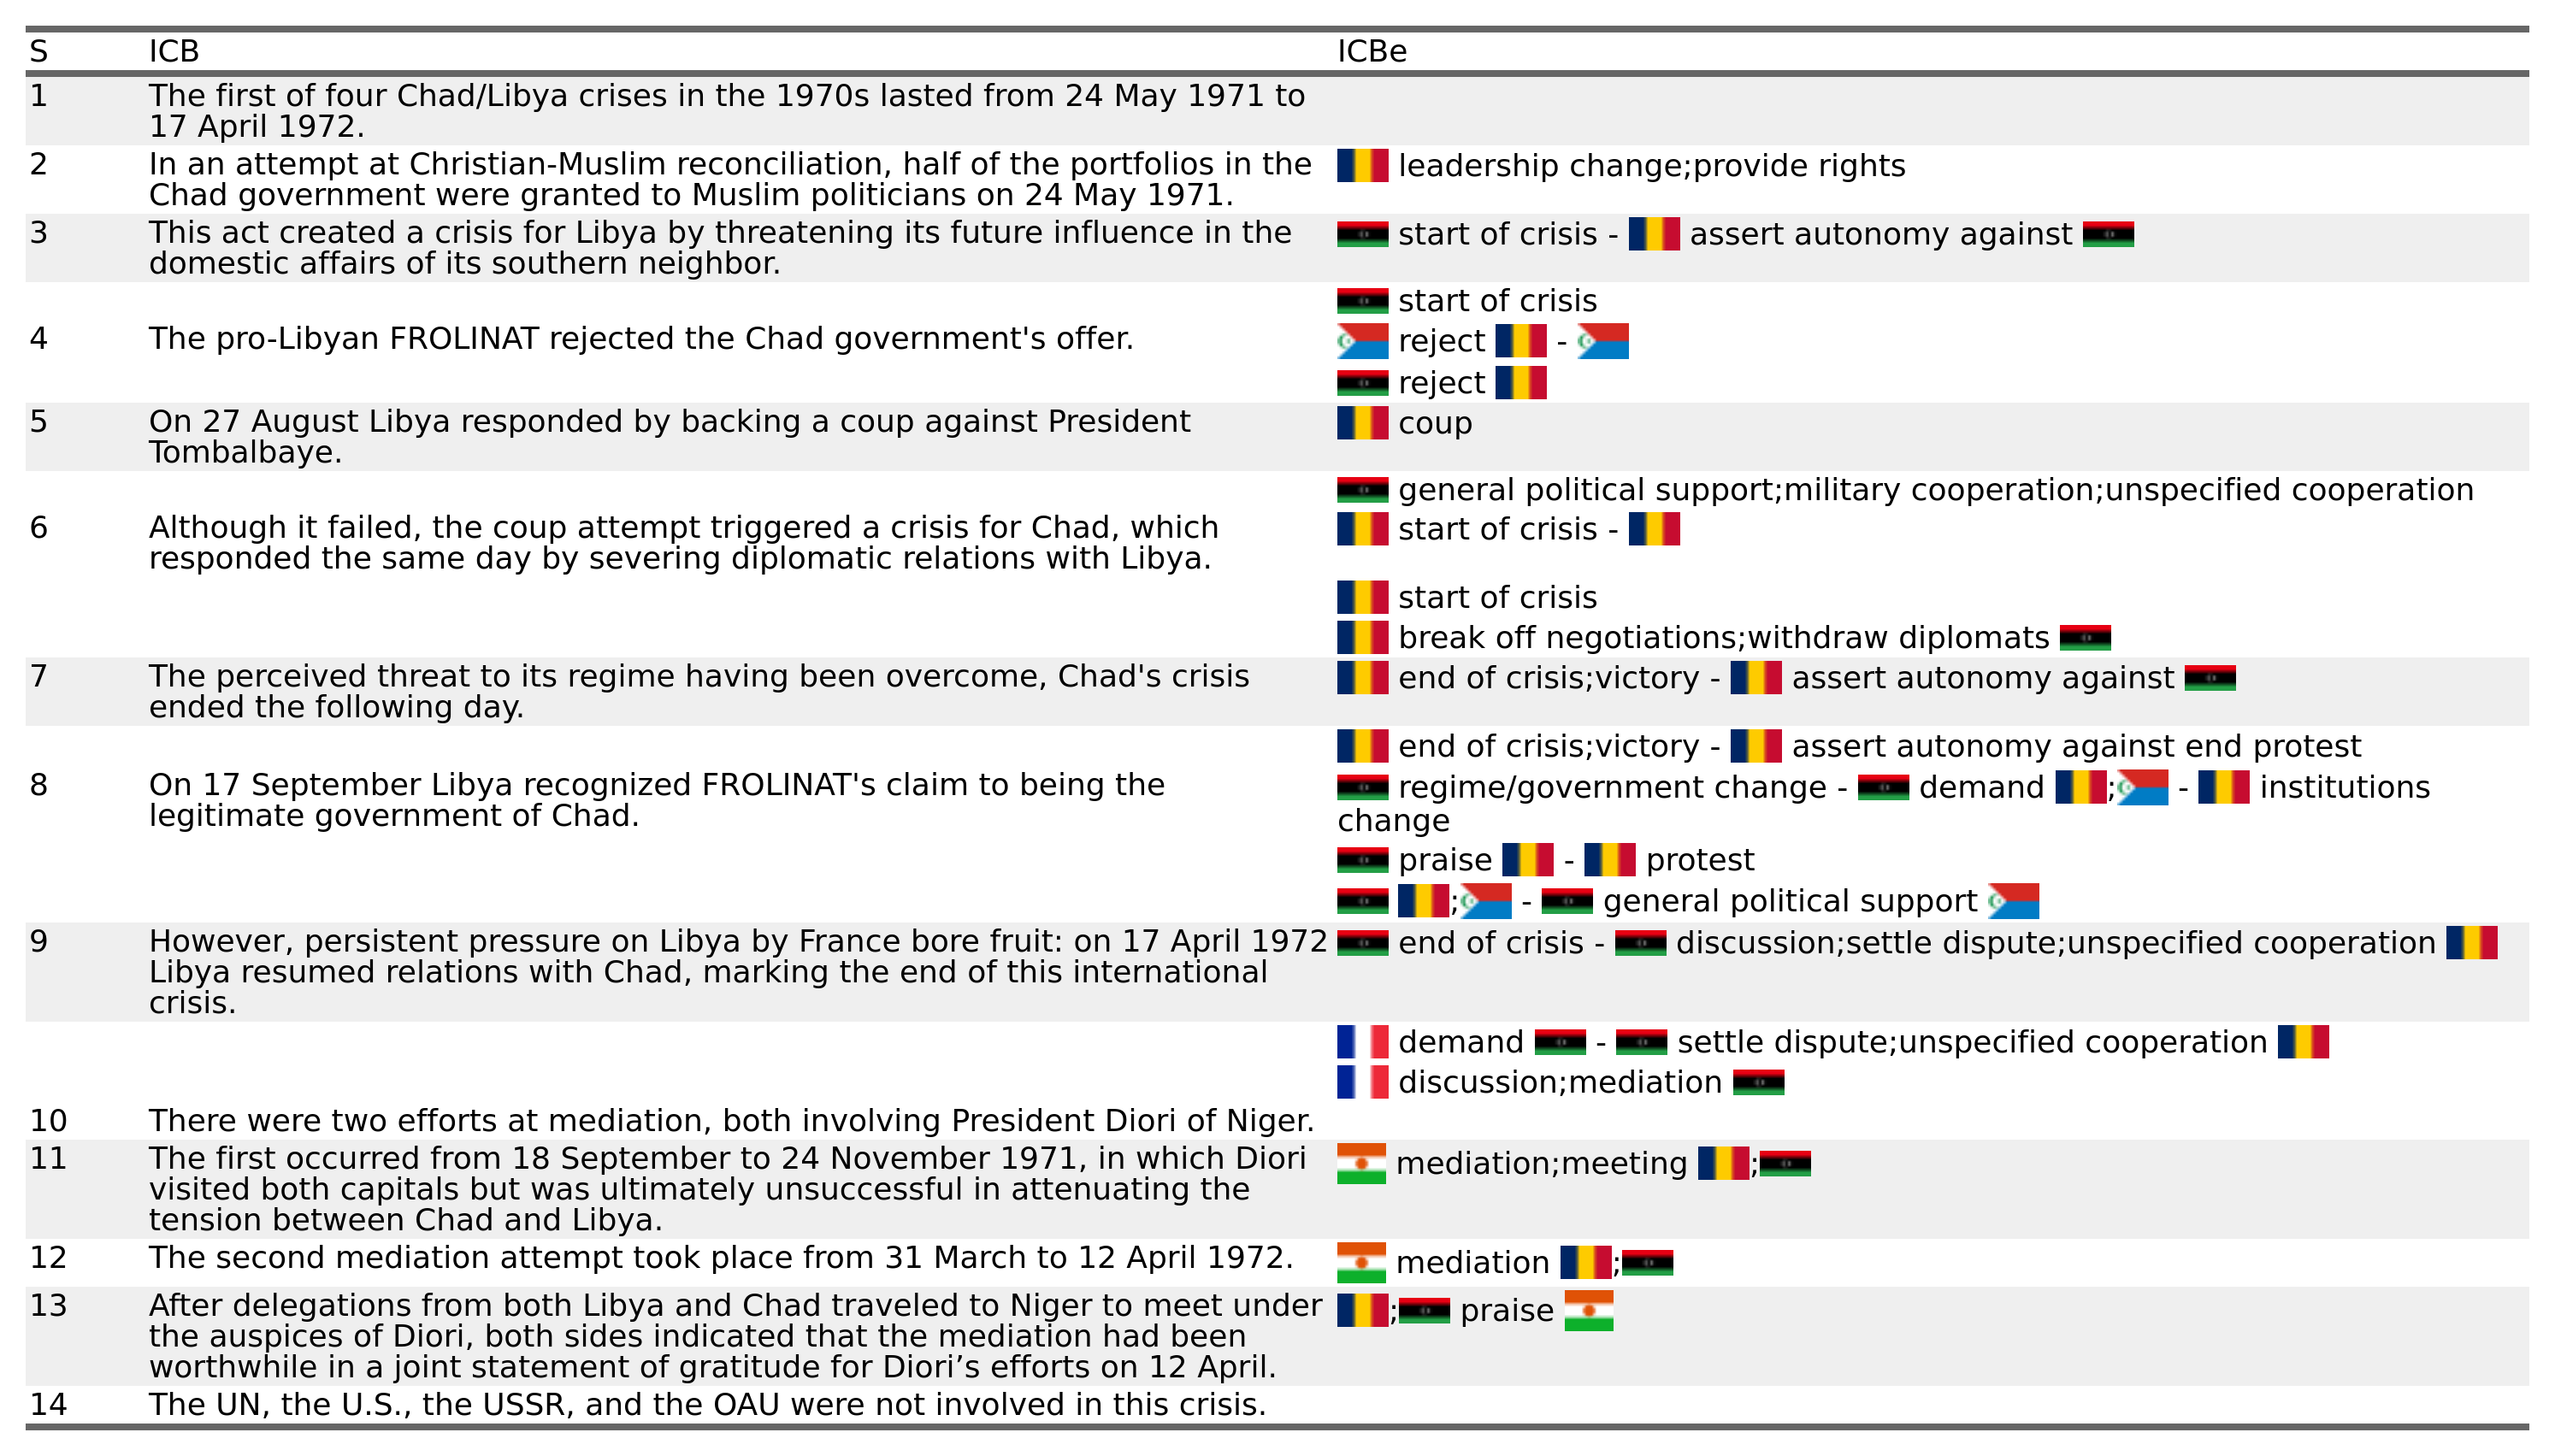 S ICB ICBe
1 The first of four Chad/Libya crises in the 1970s lasted from 24 May 1971 to
17 April 1972.
2 In an attempt at Christian-Muslim reconciliation, half of the portfolios in the leadership change;provide rights
Chad government were granted to Muslim politicians on 24 May 1971.
3 This act created a crisis for Libya by threatening its future influence in the start of crisis - assert autonomy against
domestic affairs of its southern neighbor.
start of crisis
4 The pro-Libyan FROLINAT rejected the Chad government's offer. reject -
reject
5 On 27 August Libya responded by backing a coup against President coup
Tombalbaye.
general political support;military cooperation;unspecified cooperation
6 Although it failed, the coup attempt triggered a crisis for Chad, which start of crisis -
responded the same day by severing diplomatic relations with Libya.
start of crisis
break off negotiations;withdraw diplomats
7 The perceived threat to its regime having been overcome, Chad's crisis end of crisis;victory - assert autonomy against
ended the following day.
end of crisis;victory - assert autonomy against end protest
8 On 17 September Libya recognized FROLINAT's claim to being the regime/government change - demand ; - institutions
legitimate government of Chad. change
praise - protest
; - general political support
9 However, persistent pressure on Libya by France bore fruit: on 17 April 1972 end of crisis - discussion;settle dispute;unspecified cooperation
Libya resumed relations with Chad, marking the end of this international
crisis.
demand - settle dispute;unspecified cooperation
discussion;mediation
10 There were two efforts at mediation, both involving President Diori of Niger.
11 The first occurred from 18 September to 24 November 1971, in which Diori mediation;meeting ;
visited both capitals but was ultimately unsuccessful in attenuating the
tension between Chad and Libya.
12 The second mediation attempt took place from 31 March to 12 April 1972. mediation ;
13 After delegations from both Libya and Chad traveled to Niger to meet under ; praise
the auspices of Diori, both sides indicated that the mediation had been
worthwhile in a joint statement of gratitude for Diori’s efforts on 12 April.
14 The UN, the U.S., the USSR, and the OAU were not involved in this crisis.